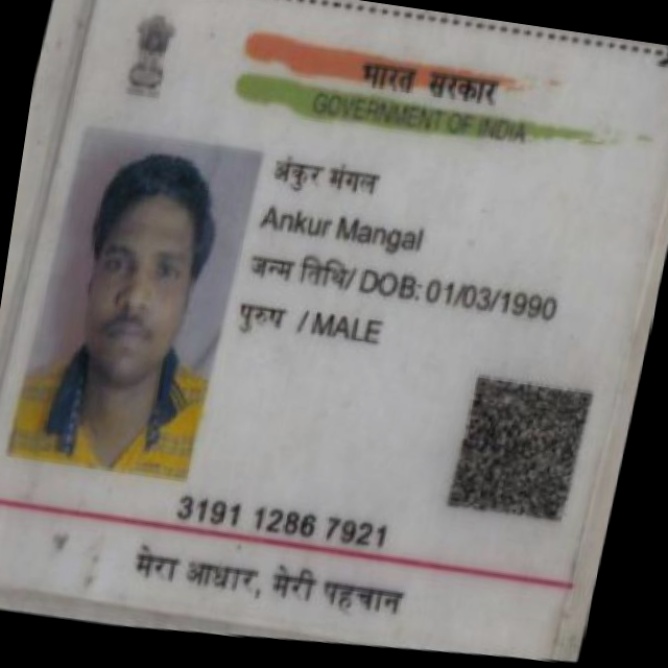 भारत सरकार
GOVERNMENT OF INDIA
अंकुर मंगल
Ankur Mangal
जन्म तिथि/ DOB: 01/03/1990
पुरुष / MALE
3191 1286 7921
मेरा आधार, मेरी पहचान